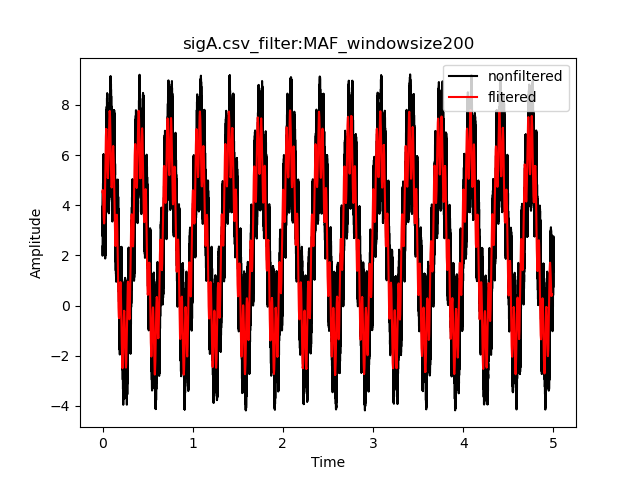 sigA.csv_filter:MAF_windowsize200
nonfiltered
flitered
8
6
4
2
0
−2
−4
Amplitude
0 1 2 3 4 5
Time